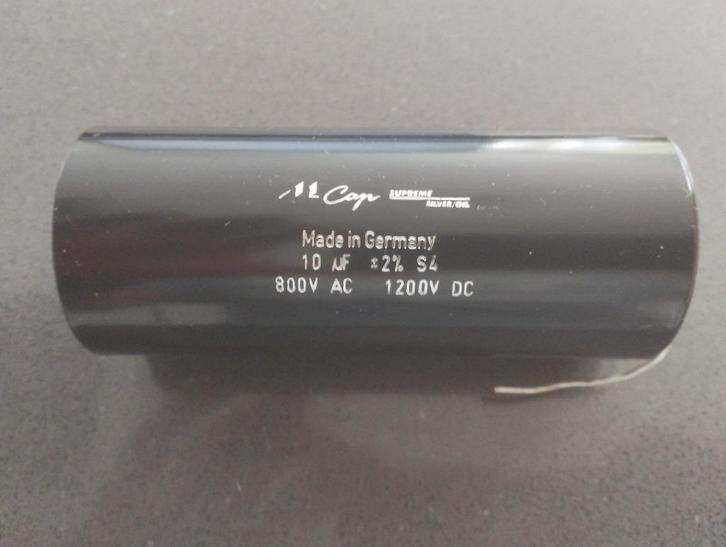 M Cap SUPREME
SILVER/OIL
Made in Germany
10 µF ±2% S4
800V AC 1200V DC